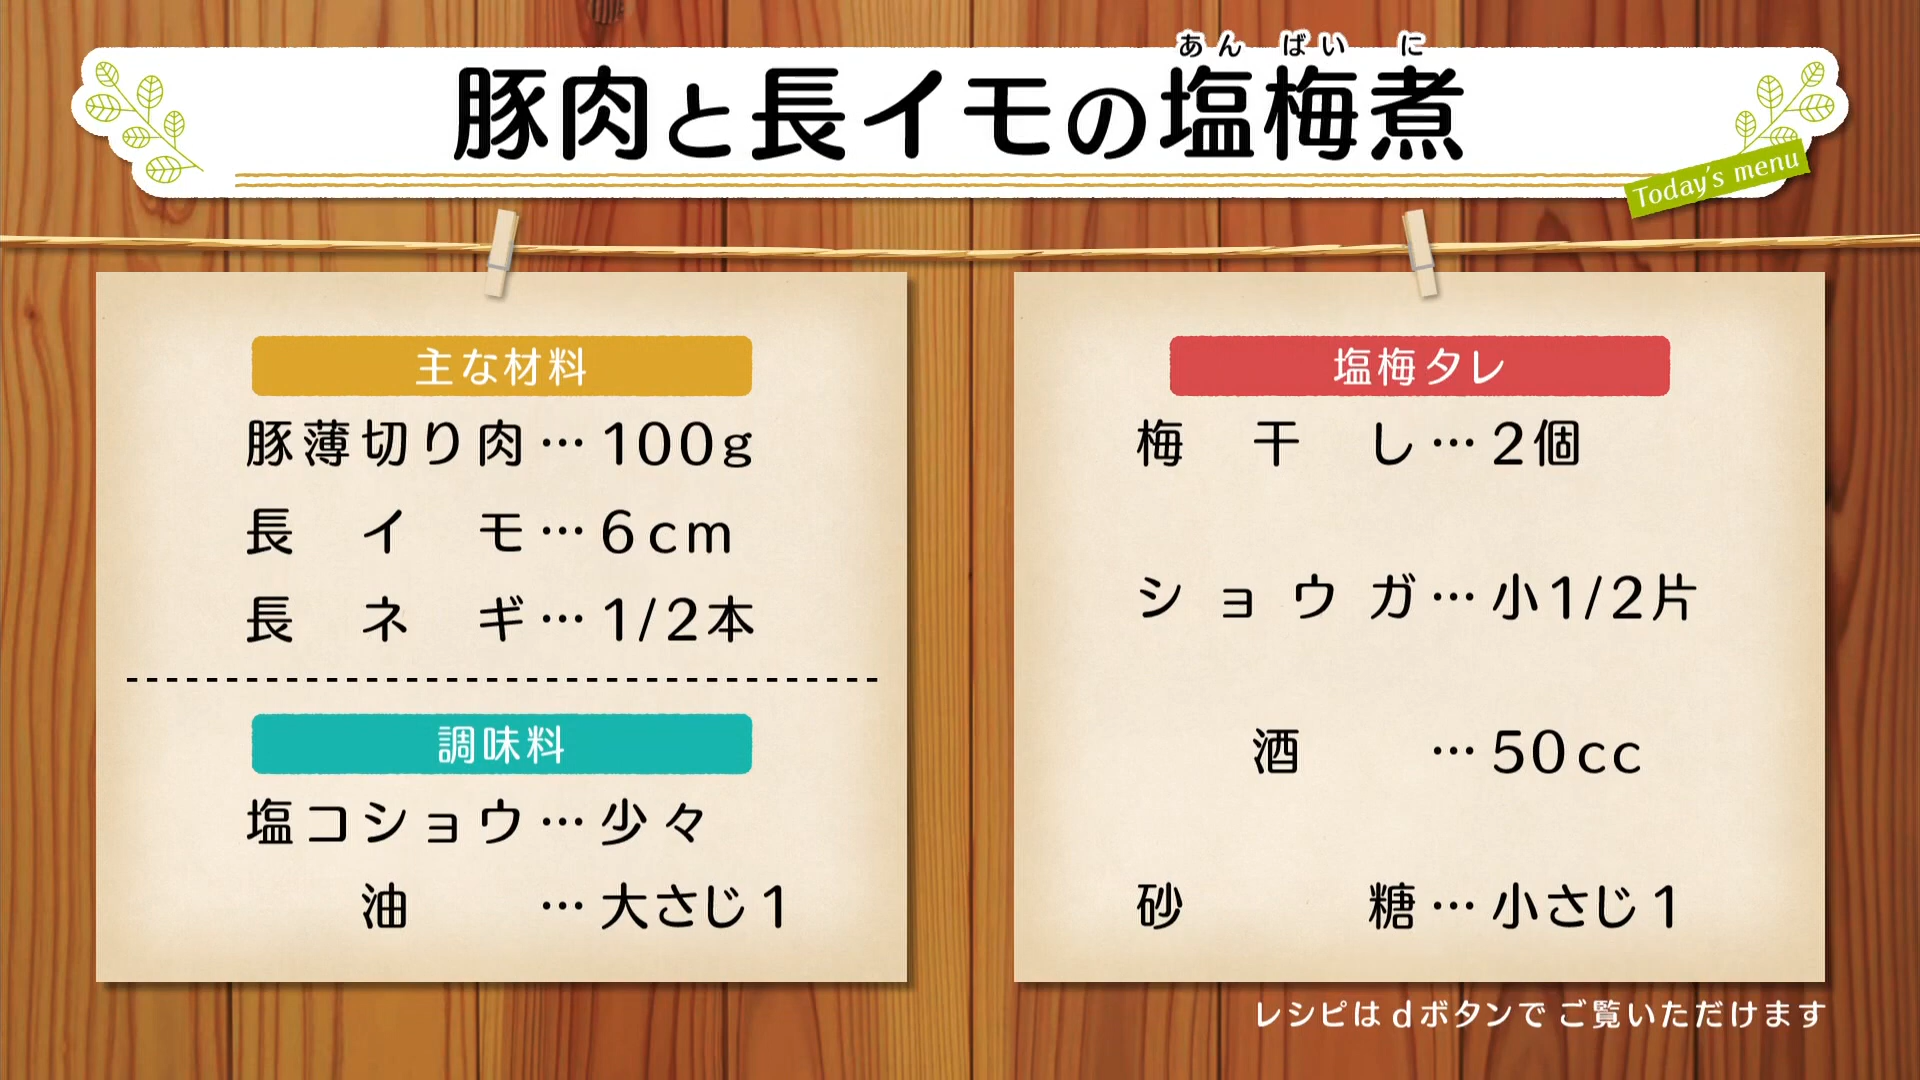 あんばいに
豚肉と長イモの塩梅煮
Today's menu
主な材料
豚薄切り肉…100g
長イモ…6cm
長ネギ…1/2本
調味料
塩コショウ…少々
油…大さじ1
塩梅タレ
梅干し…2個
ショウガ…小1/2片
酒…50cc
砂糖…小さじ1
レシピはdボタンでご覧いただけます